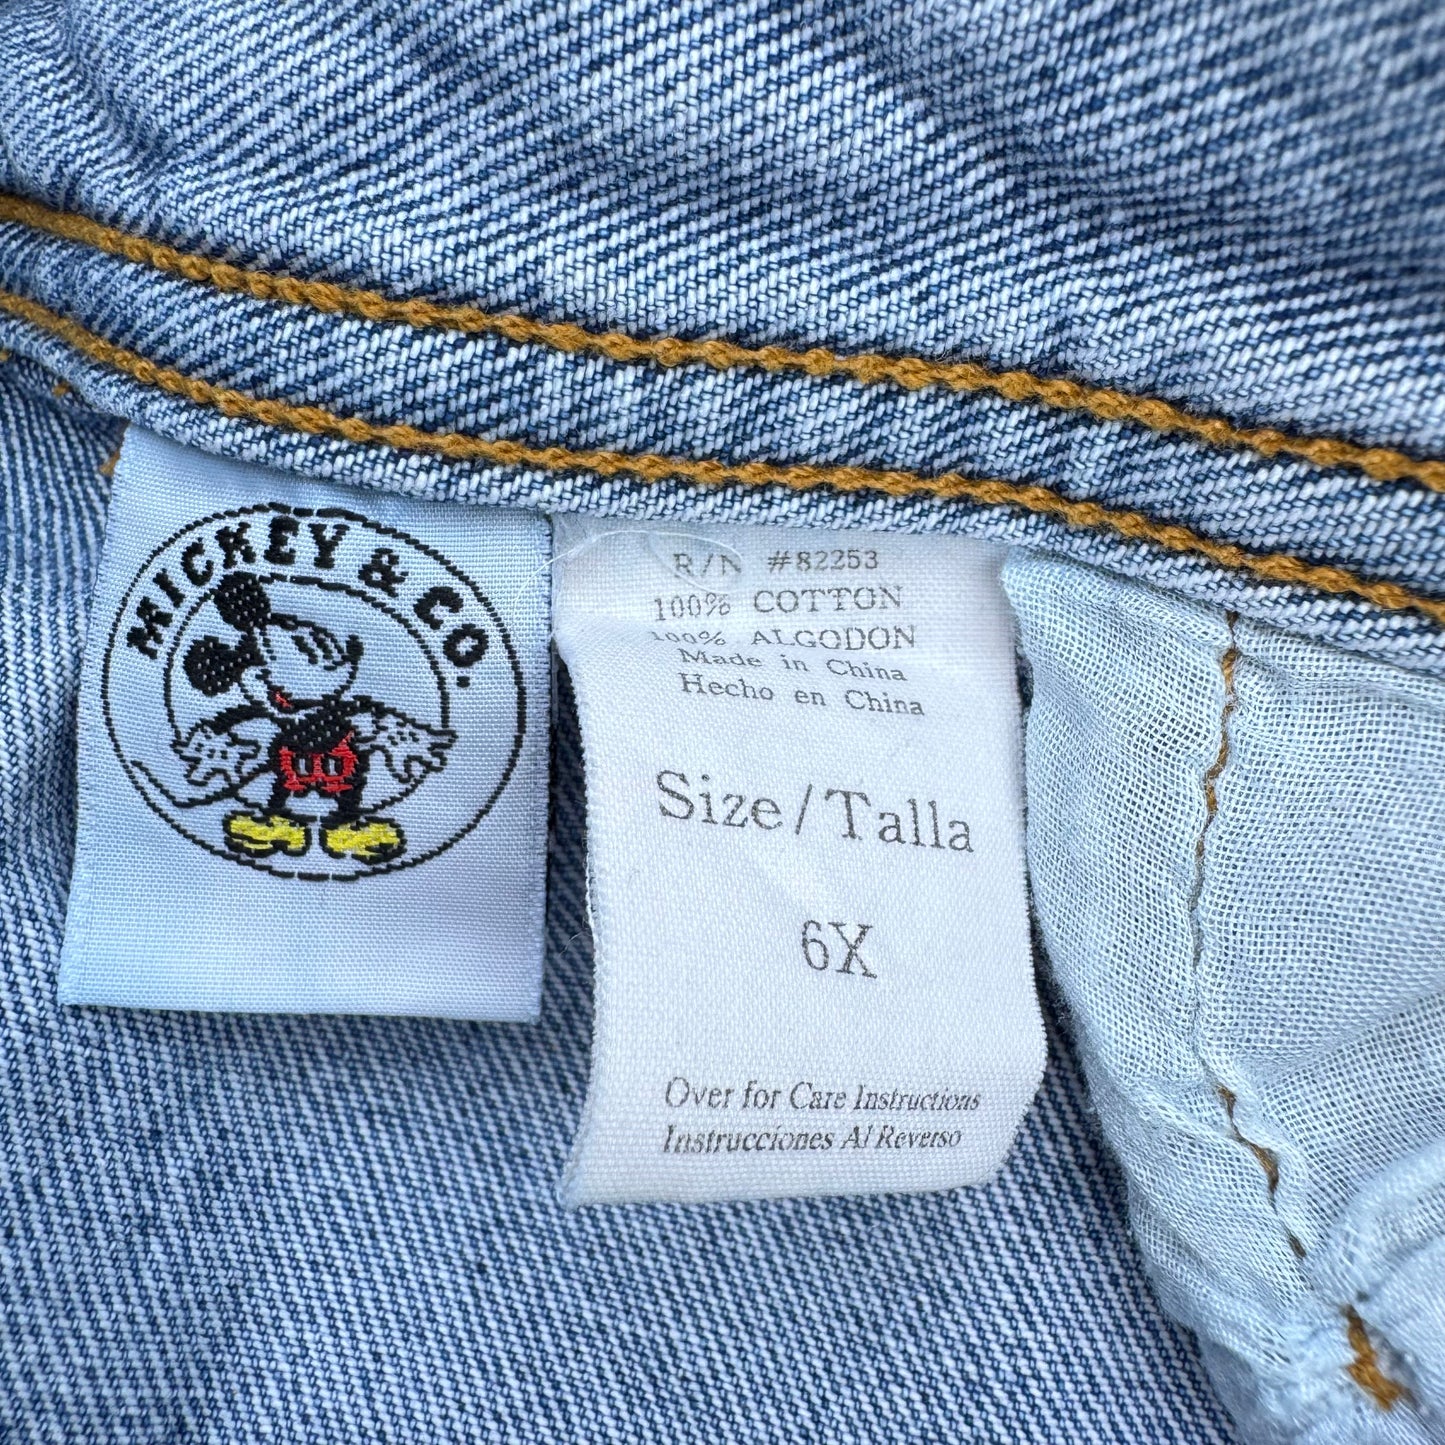 MICKEY & CO.
R/N #82253
100% COTTON
100% ALGODON
Made in China
Hecho en China
Size/Talla
6X
Over for Care Instructions
Instrucciones Al Reverso